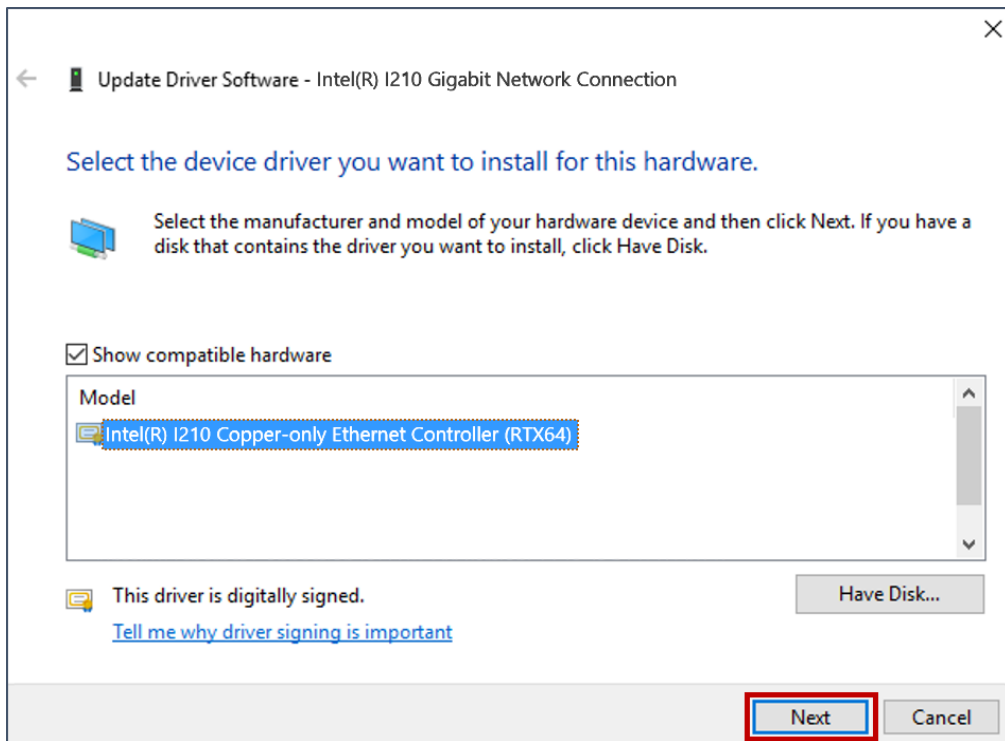 Update Driver Software - Intel(R) I210 Gigabit Network Connection
Select the device driver you want to install for this hardware.
Select the manufacturer and model of your hardware device and then click Next. If you have a
disk that contains the driver you want to install, click Have Disk.
Show compatible hardware
Model
Intel(R) I210 Copper-only Ethernet Controller (RTX64)
This driver is digitally signed.
Have Disk...
Tell me why driver signing is important
Next
Cancel